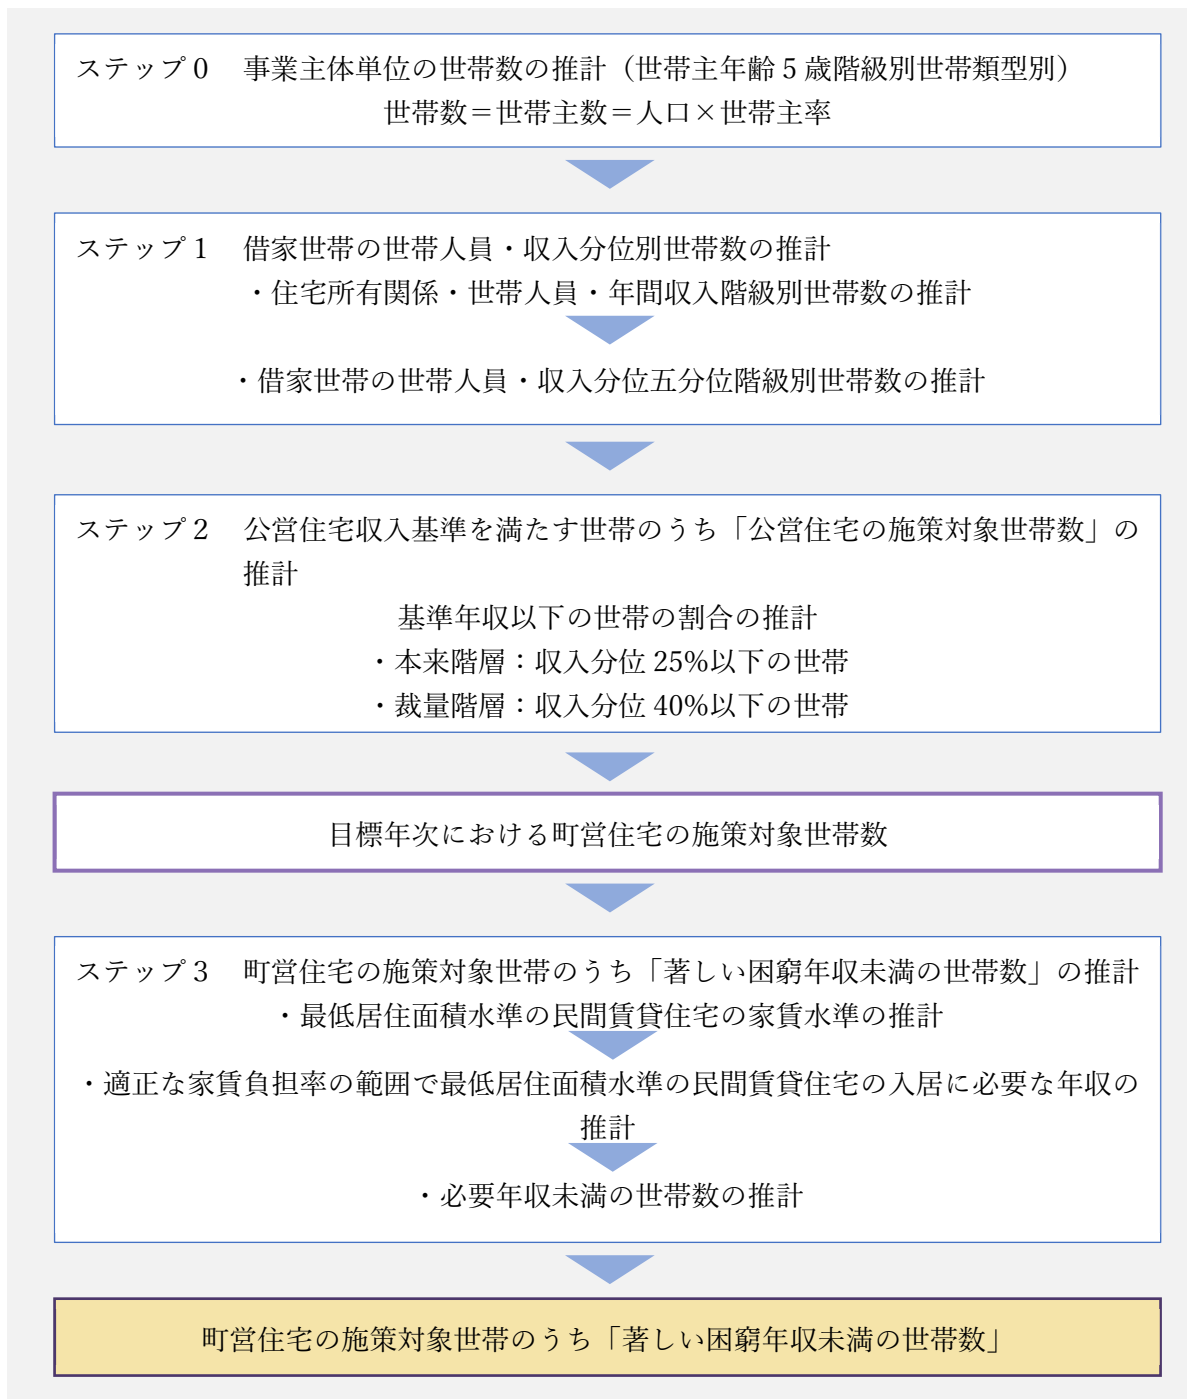 ステップ0　事業主体単位の世帯数の推計（世帯主年齢5歳階級別世帯類型別）
世帯数＝世帯主数＝人口×世帯主率
ステップ1　借家世帯の世帯人員・収入分位別世帯数の推計
・住宅所有関係・世帯人員・年間収入階級別世帯数の推計
・借家世帯の世帯人員・収入分位五分位階級別世帯数の推計
ステップ2　公営住宅収入基準を満たす世帯のうち「公営住宅の施策対象世帯数」の
推計
基準年収以下の世帯の割合の推計
・本来階層：収入分位 25%以下の世帯
・裁量階層：収入分位 40%以下の世帯
目標年次における町営住宅の施策対象世帯数
ステップ3　町営住宅の施策対象世帯のうち「著しい困窮年収未満の世帯数」の推計
・最低居住面積水準の民間賃貸住宅の家賃水準の推計
・適正な家賃負担率の範囲で最低居住面積水準の民間賃貸住宅の入居に必要な年収の
推計
・必要年収未満の世帯数の推計
町営住宅の施策対象世帯のうち「著しい困窮年収未満の世帯数」